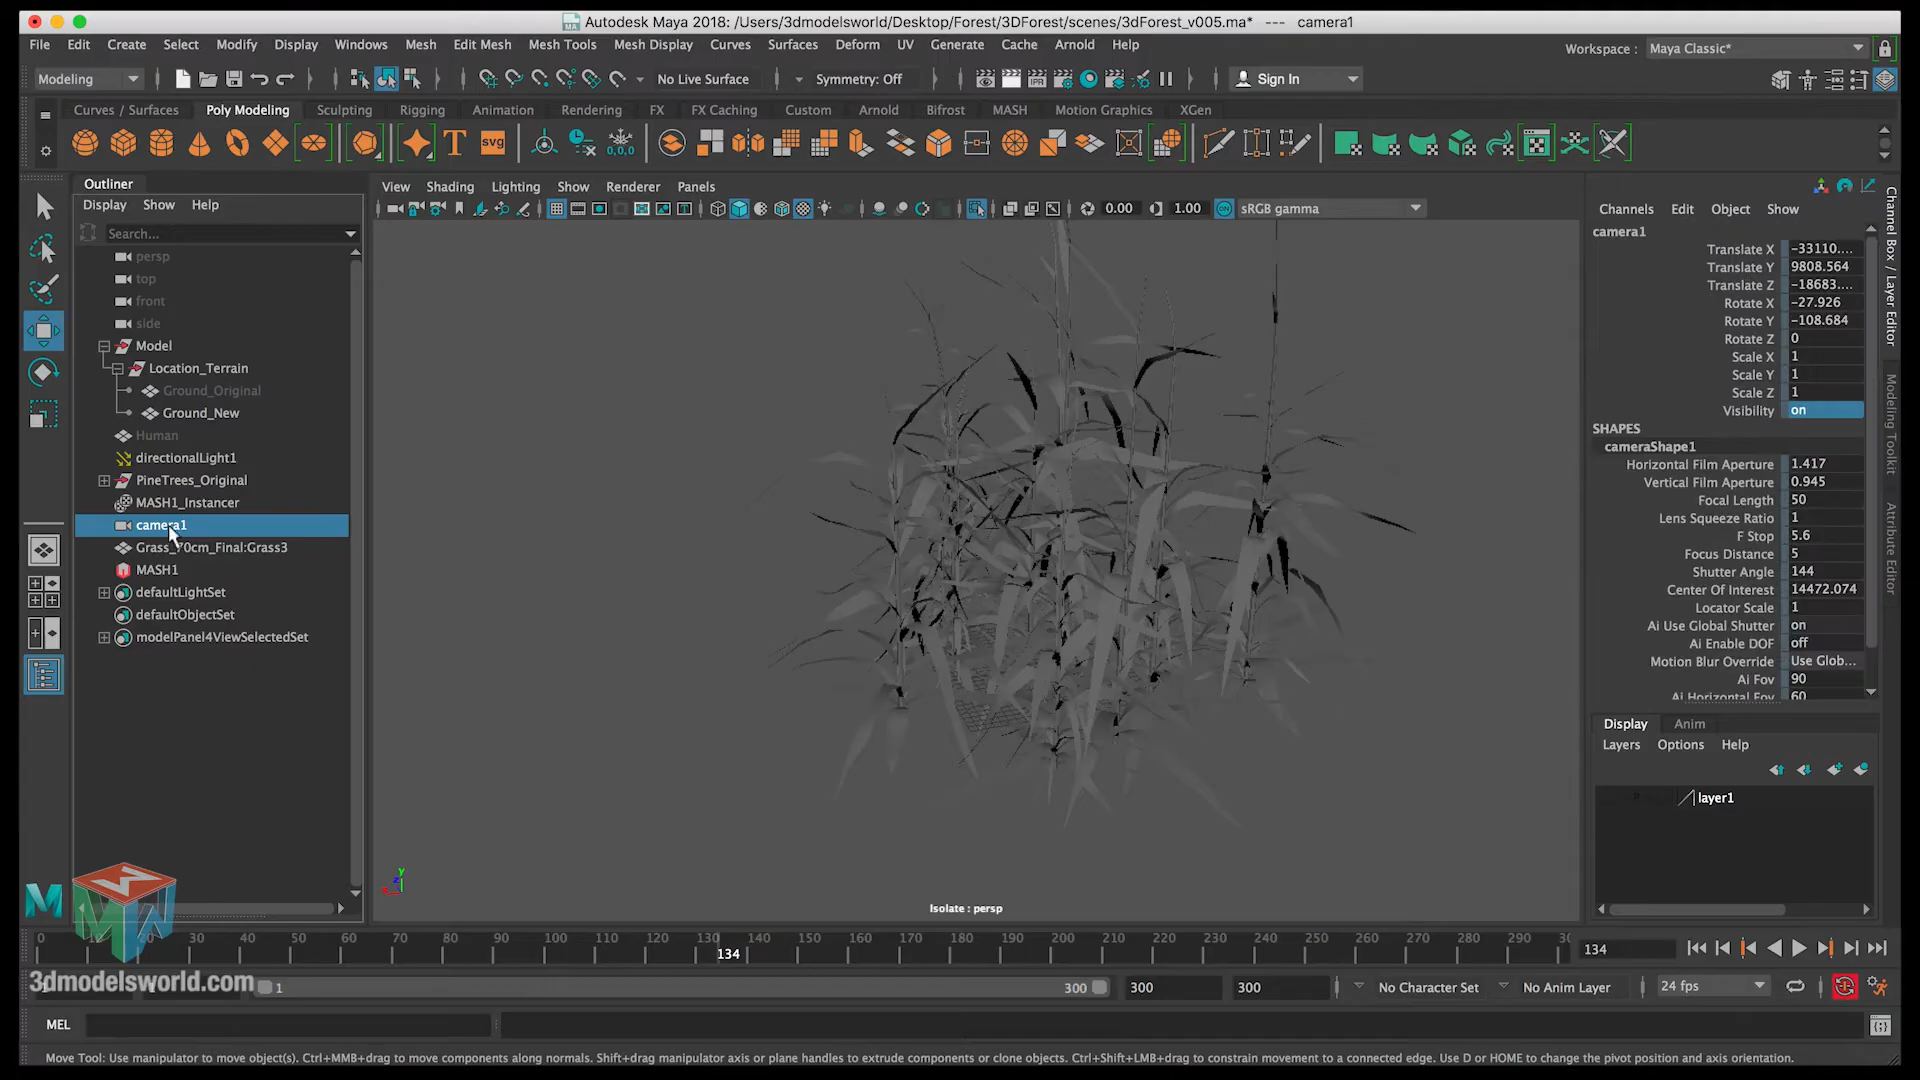 Autodesk Maya 2018: /Users/3dmodelsworld/Desktop/Forest/3DForest/scenes/3dForest_v005.ma* --- camera1
File Edit Create Select Modify Display Windows Mesh Edit Mesh Mesh Tools Mesh Display Curves Surfaces Deform UV Generate Cache Arnold Help
Workspace : Maya Classic*
Modeling No Live Surface Symmetry: Off Sign In
Curves / Surfaces Poly Modeling Sculpting Rigging Animation Rendering FX FX Caching Custom Arnold Bifrost MASH Motion Graphics XGen
T svg 0,0,0
Outliner
Display Show Help
Search...
persp
top
front
side
Model
Location_Terrain
Ground_Original
Ground_New
Human
directionalLight1
PineTrees_Original
MASH1_Instancer
camera1
Grass_70cm_Final:Grass3
MASH1
defaultLightSet
defaultObjectSet
modelPanel4ViewSelectedSet
View Shading Lighting Show Renderer Panels
0.00 1.00 ON sRGB gamma
Isolate : persp
Channels Edit Object Show
camera1
Translate X -33110....
Translate Y 9808.564
Translate Z -18683....
Rotate X -27.926
Rotate Y -108.684
Rotate Z 0
Scale X 1
Scale Y 1
Scale Z 1
Visibility on
SHAPES
cameraShape1
Horizontal Film Aperture 1.417
Vertical Film Aperture 0.945
Focal Length 50
Lens Squeeze Ratio 1
F Stop 5.6
Focus Distance 5
Shutter Angle 144
Center Of Interest 14472.074
Locator Scale 1
Ai Use Global Shutter on
Ai Enable DOF off
Motion Blur Override Use Glob...
Ai Fov 90
Ai Horizontal Fov 60
Channel Box / Layer Editor
Modeling Toolkit
Attribute Editor
Display Anim
Layers Options Help
P layer1
0 10 20 30 40 50 60 70 80 90 100 110 120 130 140 150 160 170 180 190 200 210 220 230 240 250 260 270 280 290 30
134
134
3dmodelsworld.com
1 300 300 300 No Character Set No Anim Layer 24 fps
MEL
Move Tool: Use manipulator to move object(s). Ctrl+MMB+drag to move components along normals. Shift+drag manipulator axis or plane handles to extrude components or clone objects. Ctrl+Shift+LMB+drag to constrain movement to a connected edge. Use D or HOME to change the pivot position and axis orientation.